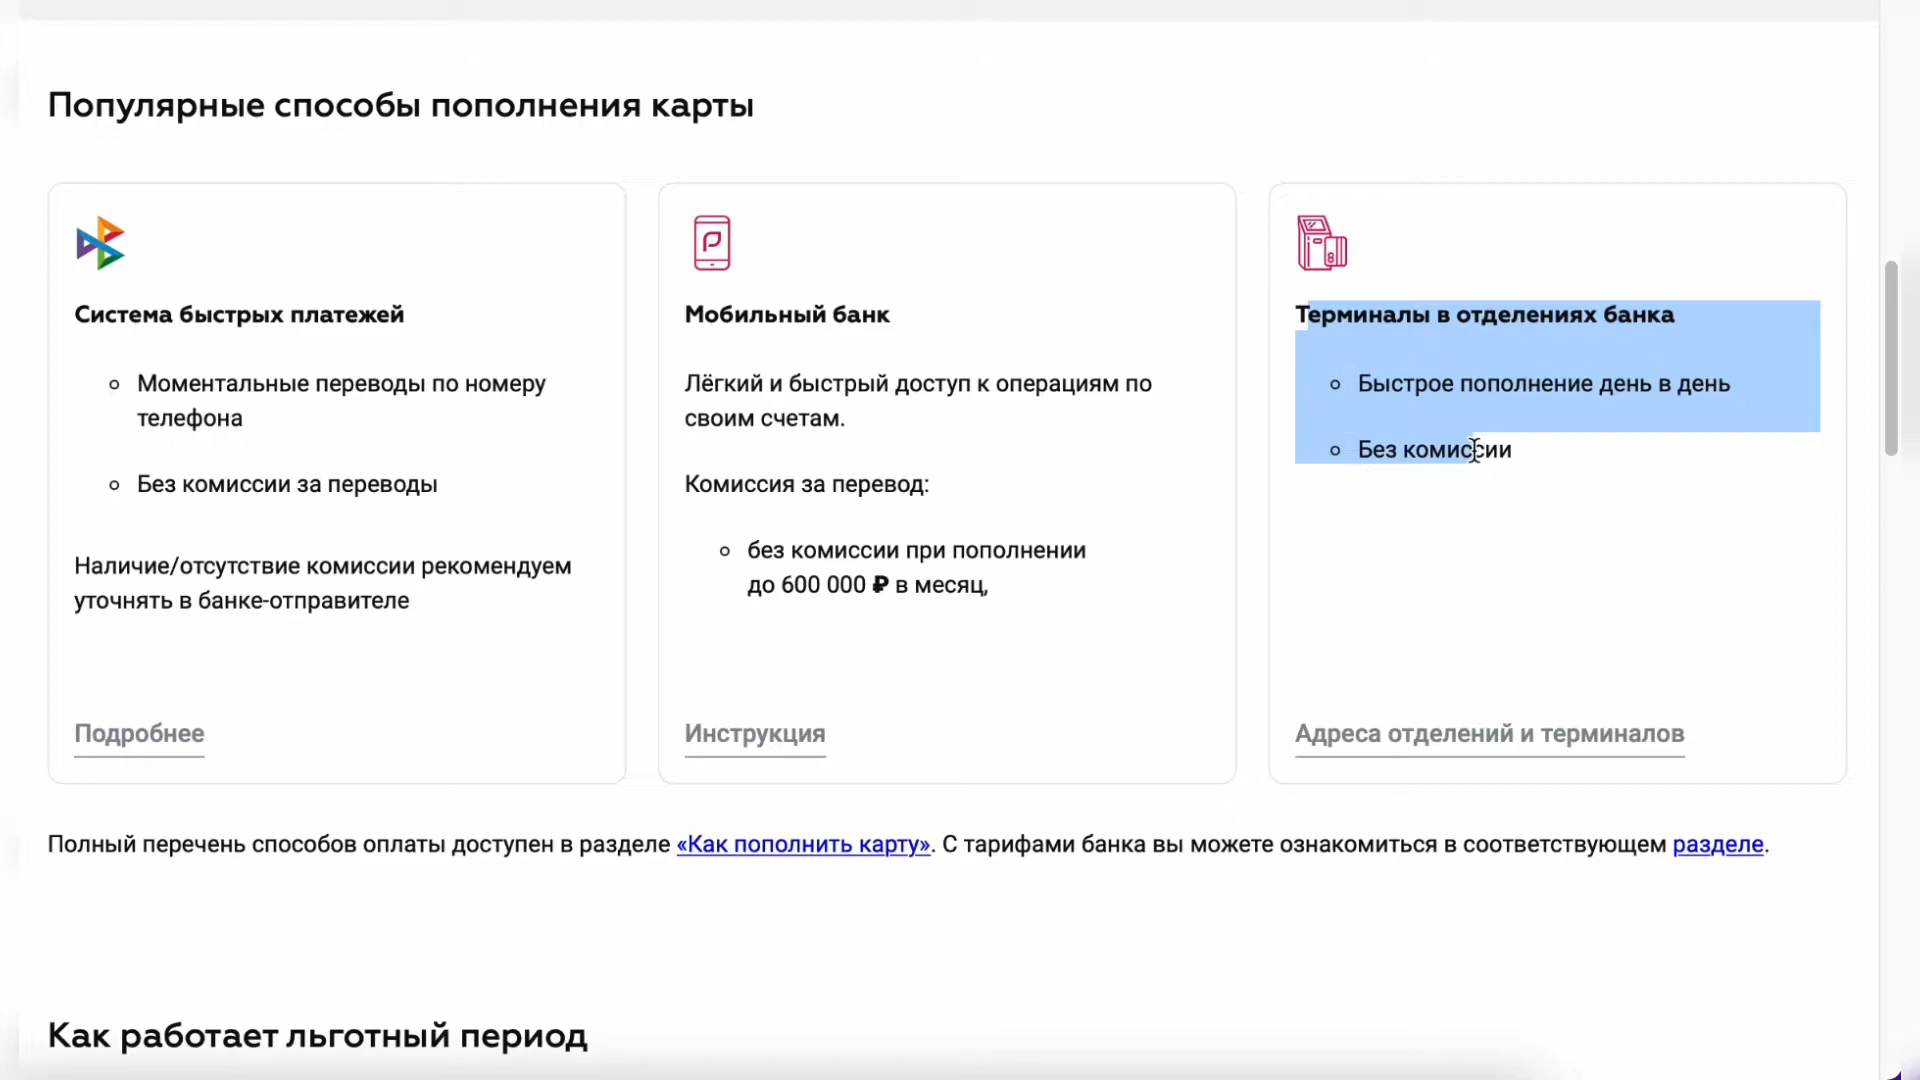 Популярные способы пополнения карты
Система быстрых платежей
Моментальные переводы по номеру
телефона
Без комиссии за переводы
Наличие/отсутствие комиссии рекомендуем
уточнять в банке-отправителе
Подробнее
Мобильный банк
Лёгкий и быстрый доступ к операциям по
своим счетам.
Комиссия за перевод:
без комиссии при пополнении
до 600 000 ₽ в месяц,
Инструкция
Терминалы в отделениях банка
Быстрое пополнение день в день
Без комиссии
Адреса отделений и терминалов
Полный перечень способов оплаты доступен в разделе «Как пополнить карту». С тарифами банка вы можете ознакомиться в соответствующем разделе.
Как работает льготный период